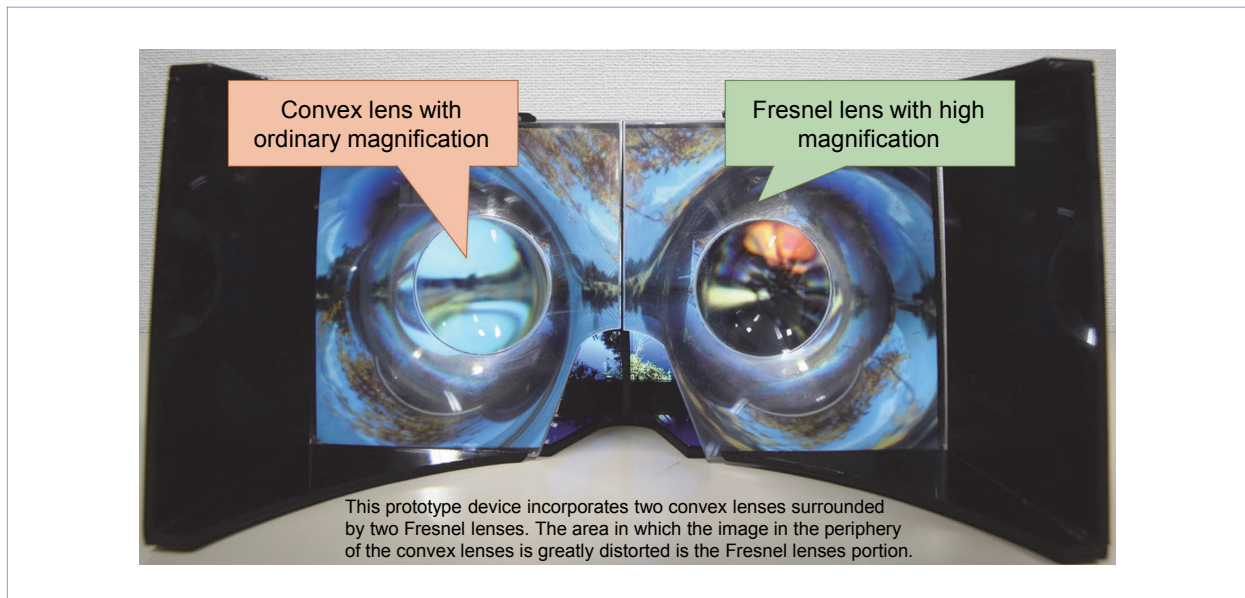 Convex lens with
ordinary magnification
Fresnel lens with high
magnification
This prototype device incorporates two convex lenses surrounded
by two Fresnel lenses. The area in which the image in the periphery
of the convex lenses is greatly distorted is the Fresnel lenses portion.